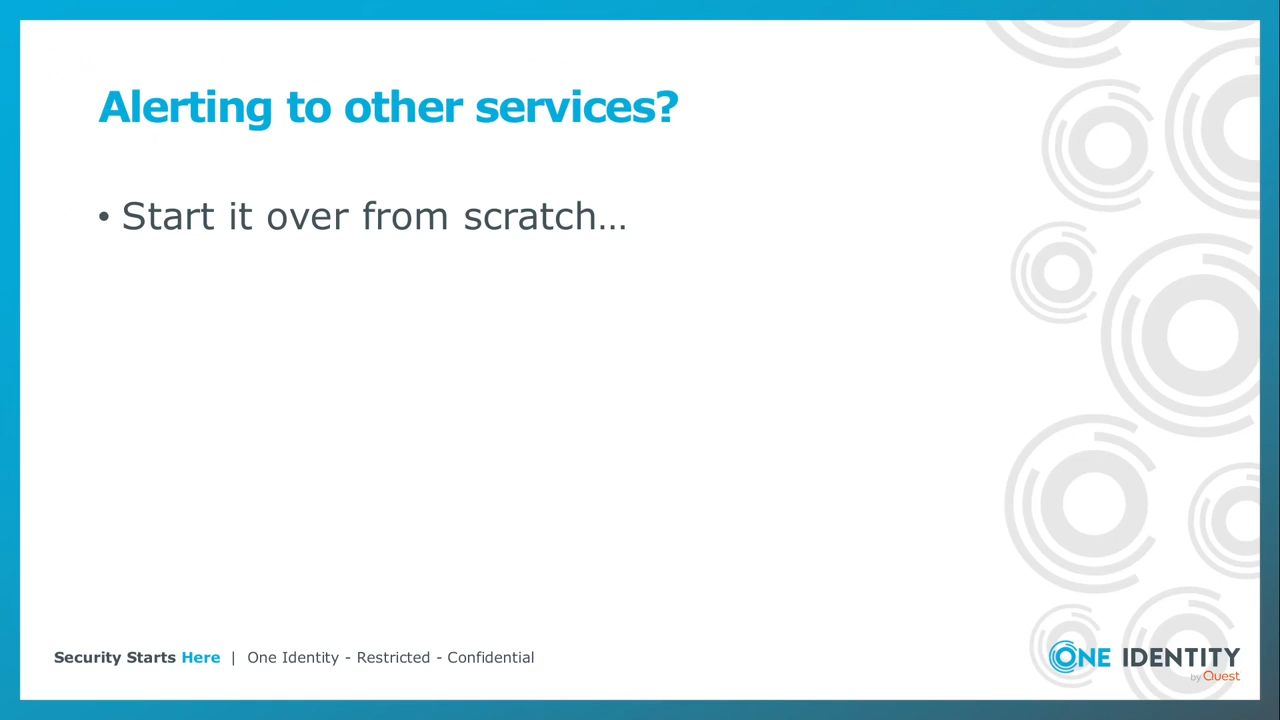 Alerting to other services?
• Start it over from scratch…
Security Starts Here | One Identity - Restricted - Confidential
ONE IDENTITY
by Quest